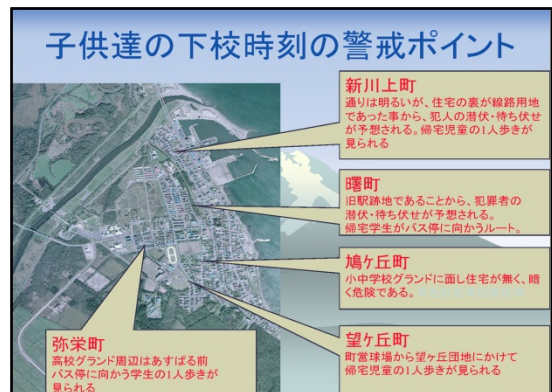 子供達の下校時刻の警戒ポイント
新川上町
通りは明るいが、住宅の裏が線路用地
であった事から、犯人の潜伏・待ち伏せ
が予想される。帰宅児童の1人歩きが
見られる
曙町
旧駅跡地であることから、犯罪者の
潜伏・待ち伏せが予想される。
帰宅学生がバス停に向かうルート。
鳩ケ丘町
小中学校グランドに面し住宅が無く、暗
く危険である。
望ケ丘町
町営球場から望ヶ丘団地にかけて
帰宅児童の1人歩きが見られる
弥栄町
高校グランド周辺はあすぱる前
バス停に向かう学生の1人歩きが
見られる